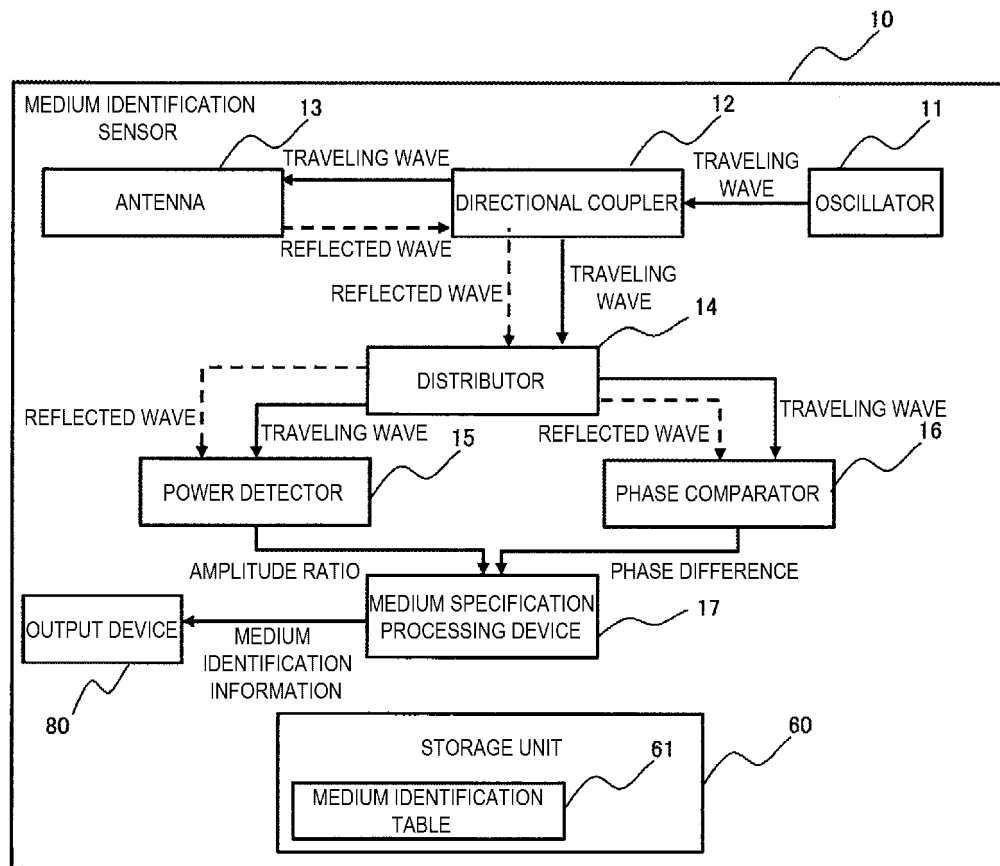 10
MEDIUM IDENTIFICATION
SENSOR
13
12
11
TRAVELING WAVE
TRAVELING
WAVE
ANTENNA
DIRECTIONAL COUPLER
OSCILLATOR
REFLECTED WAVE
REFLECTED WAVE
TRAVELING
WAVE
14
DISTRIBUTOR
REFLECTED WAVE
TRAVELING WAVE
REFLECTED WAVE
TRAVELING WAVE
15
16
POWER DETECTOR
PHASE COMPARATOR
AMPLITUDE RATIO
PHASE DIFFERENCE
MEDIUM SPECIFICATION
PROCESSING DEVICE
17
OUTPUT DEVICE
MEDIUM
IDENTIFICATION
INFORMATION
80
60
STORAGE UNIT
61
MEDIUM IDENTIFICATION
TABLE